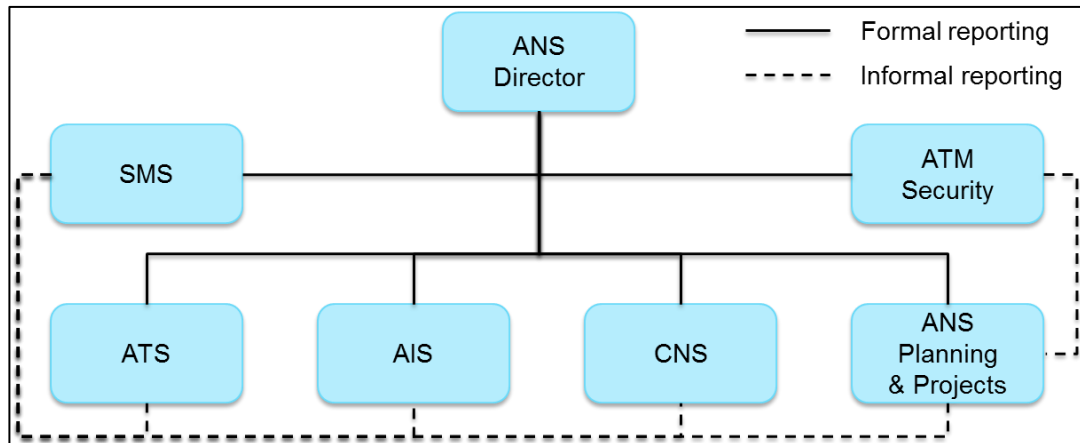 ANS
Director
Formal reporting
Informal reporting
SMS
ATM
Security
ATS
AIS
CNS
ANS
Planning
& Projects